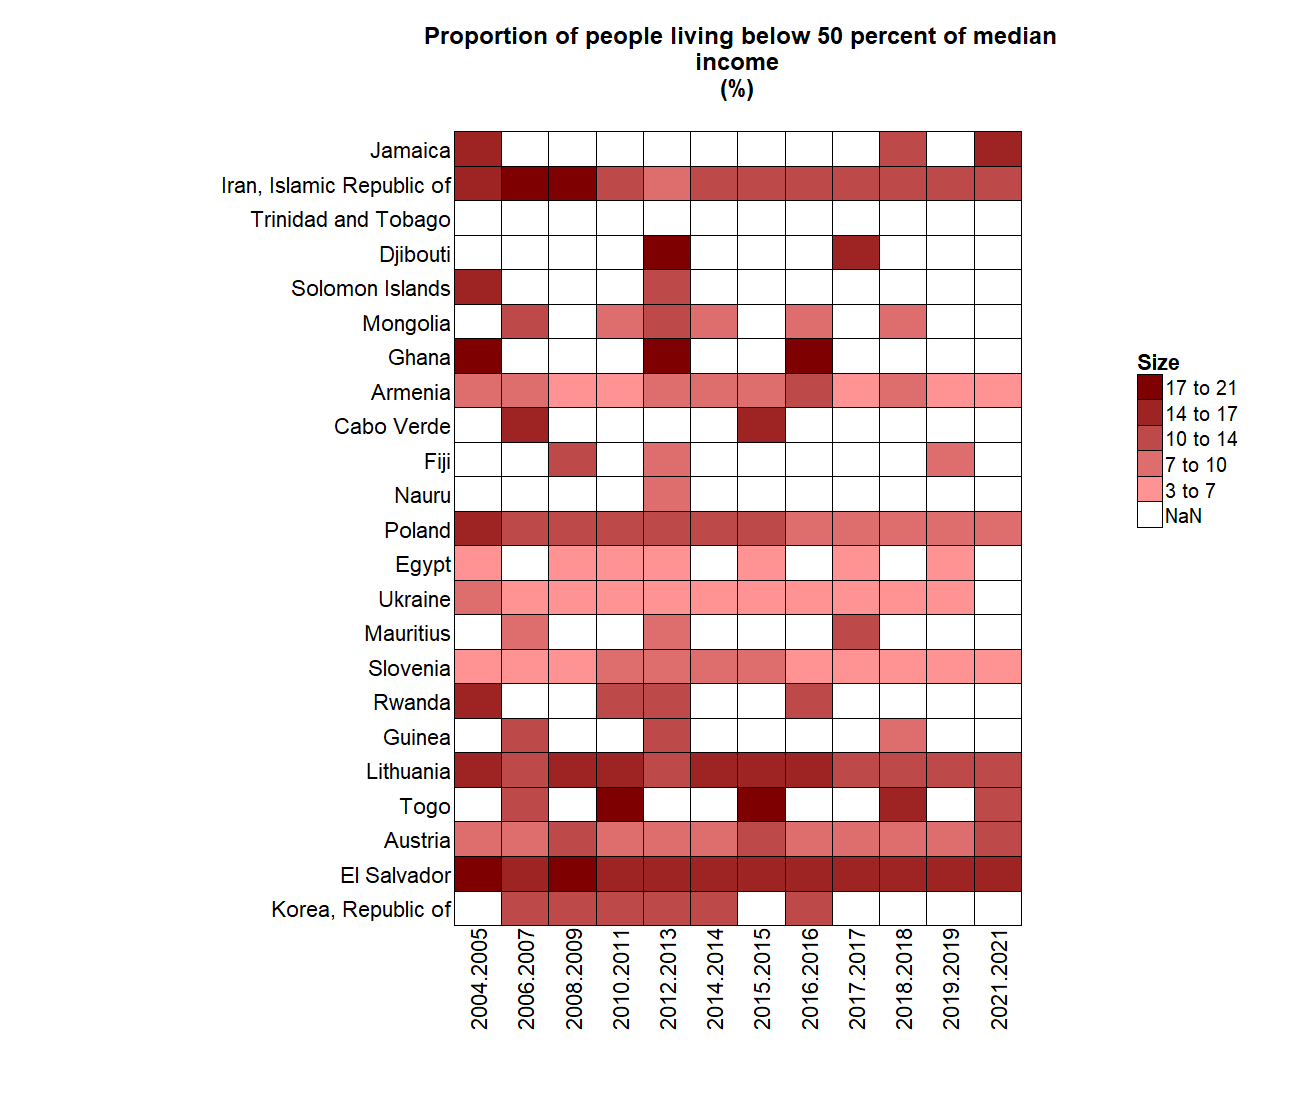 Proportion of people living below 50 percent of median
income
(%)
Jamaica
Iran, Islamic Republic of
Trinidad and Tobago
Djibouti
Solomon Islands
Mongolia
Ghana
Armenia
Cabo Verde
Fiji
Nauru
Poland
Egypt
Ukraine
Mauritius
Slovenia
Rwanda
Guinea
Lithuania
Togo
Austria
El Salvador
Korea, Republic of
2004.2005
2006.2007
2008.2009
2010.2011
2012.2013
2014.2014
2015.2015
2016.2016
2017.2017
2018.2018
2019.2019
2021.2021
Size
17 to 21
14 to 17
10 to 14
7 to 10
3 to 7
NaN